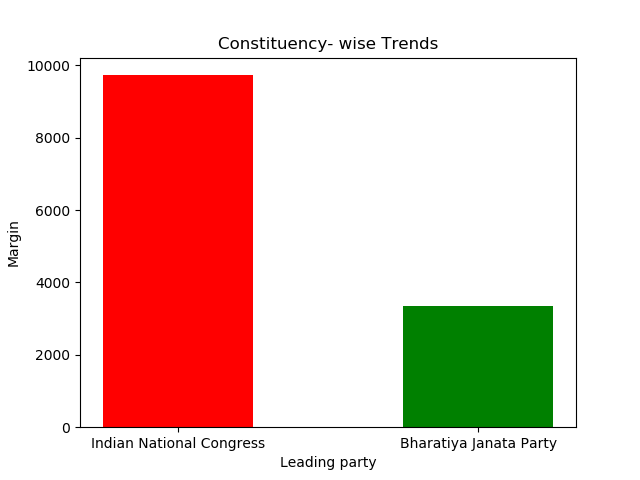 Constituency- wise Trends
10000
8000
6000
4000
2000
0
Margin
Indian National Congress
Bharatiya Janata Party
Leading party